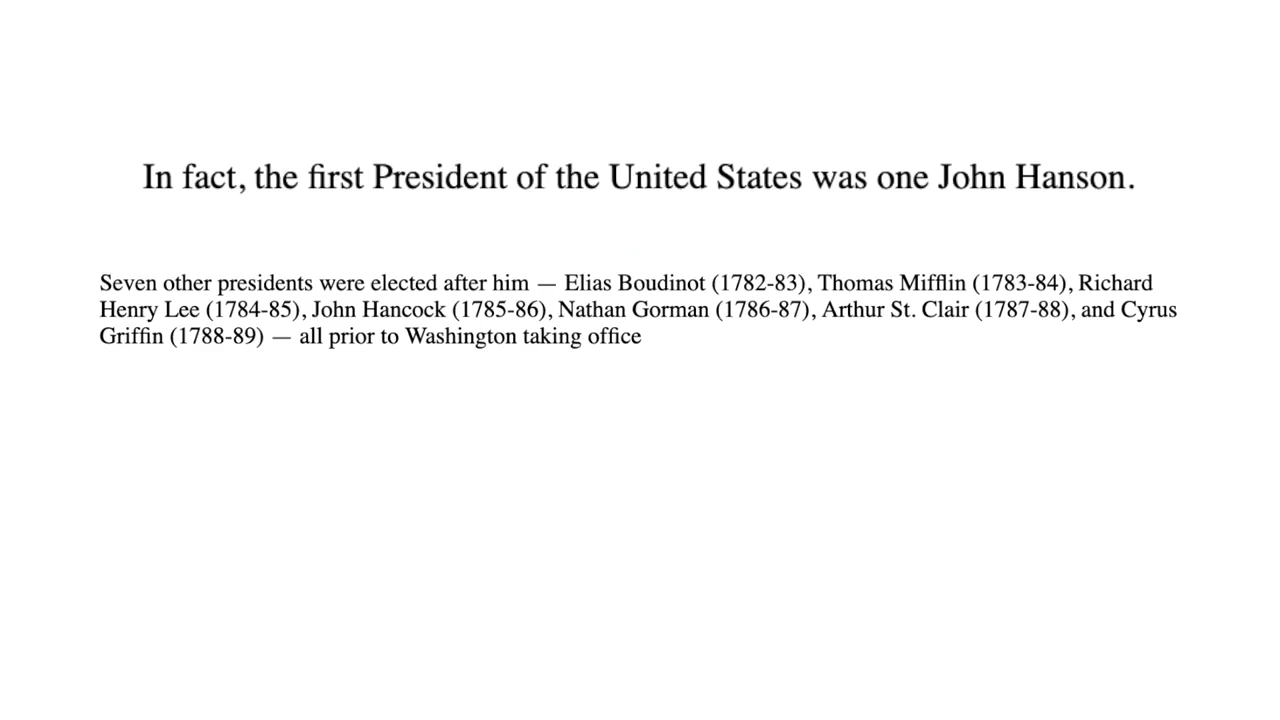 In fact, the first President of the United States was one John Hanson.
Seven other presidents were elected after him — Elias Boudinot (1782-83), Thomas Mifflin (1783-84), Richard
Henry Lee (1784-85), John Hancock (1785-86), Nathan Gorman (1786-87), Arthur St. Clair (1787-88), and Cyrus
Griffin (1788-89) — all prior to Washington taking office